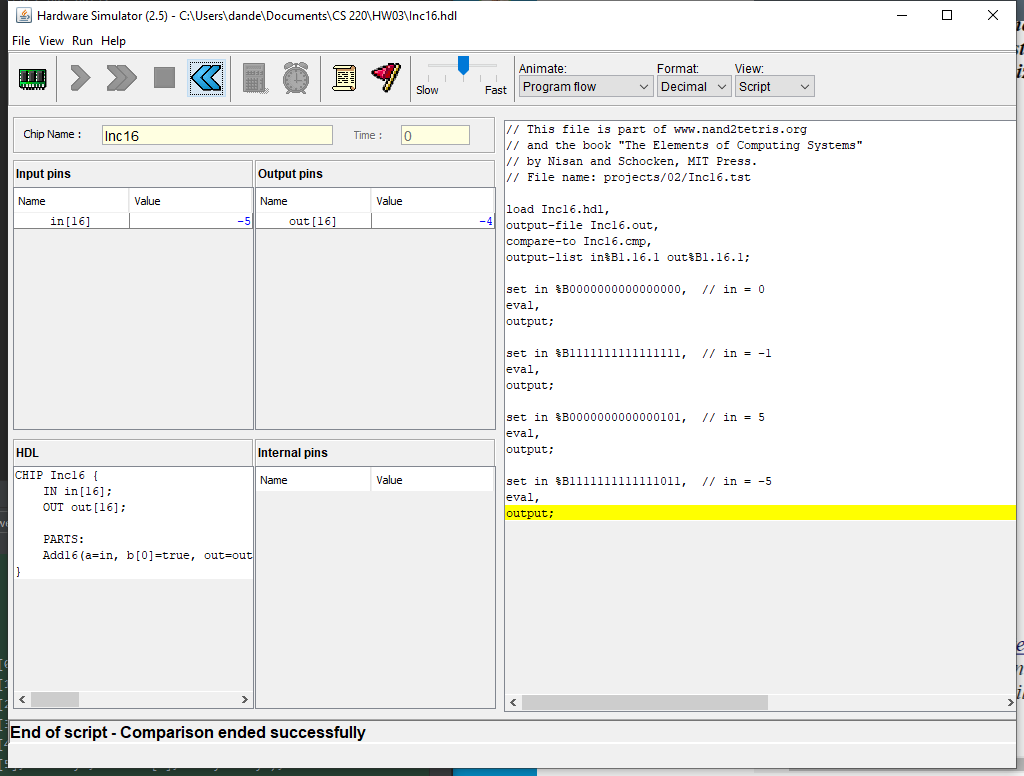 Hardware Simulator (2.5) - C:\Users\dande\Documents\CS 220\HW03\Inc16.hdl
File View Run Help
Slow Fast
Animate: Format: View:
Program flow Decimal Script
Chip Name : Inc16 Time : 0
Input pins
Name Value
in[16] -5
Output pins
Name Value
out[16] -4
HDL
CHIP Inc16 {
IN in[16];
OUT out[16];
PARTS:
Add16(a=in, b[0]=true, out=out
}
Internal pins
Name Value
// This file is part of www.nand2tetris.org
// and the book "The Elements of Computing Systems"
// by Nisan and Schocken, MIT Press.
// File name: projects/02/Inc16.tst
load Inc16.hdl,
output-file Inc16.out,
compare-to Inc16.cmp,
output-list in%B1.16.1 out%B1.16.1;
set in %B0000000000000000,  // in = 0
eval,
output;
set in %B1111111111111111,  // in = -1
eval,
output;
set in %B0000000000000101,  // in = 5
eval,
output;
set in %B1111111111111011,  // in = -5
eval,
output;
End of script - Comparison ended successfully